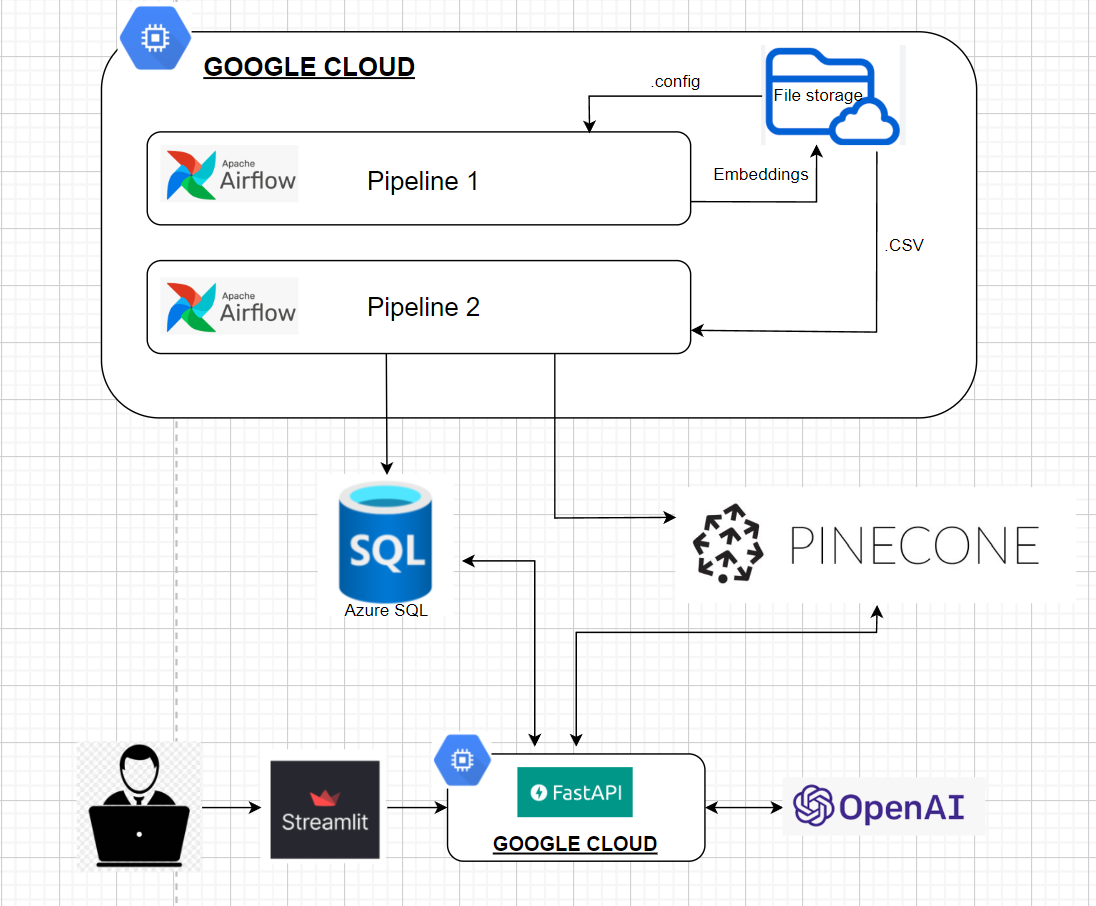 GOOGLE CLOUD
.config
File storage
Apache
Airflow
Pipeline 1
Embeddings
.CSV
Apache
Airflow
Pipeline 2
SQL
Azure SQL
PINECONE
Streamlit
FastAPI
GOOGLE CLOUD
OpenAI